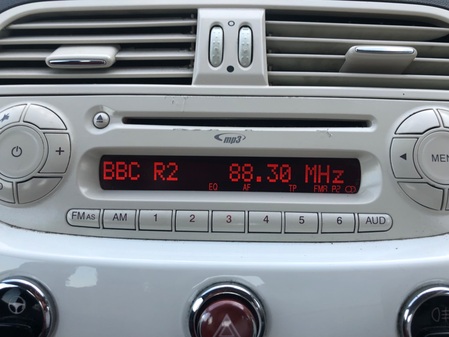 mp3
BBC R2 88.30 MHz
EQ AF TP FMR P2 CD
FM AS AM 1 2 3 4 5 6 AUD
MEN